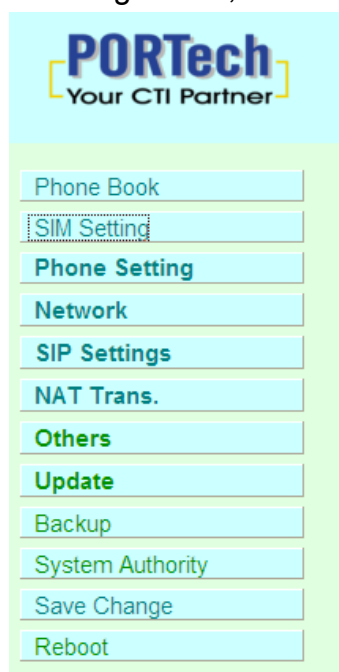 PORTech
Your CTI Partner
Phone Book
SIM Setting
Phone Setting
Network
SIP Settings
NAT Trans.
Others
Update
Backup
System Authority
Save Change
Reboot